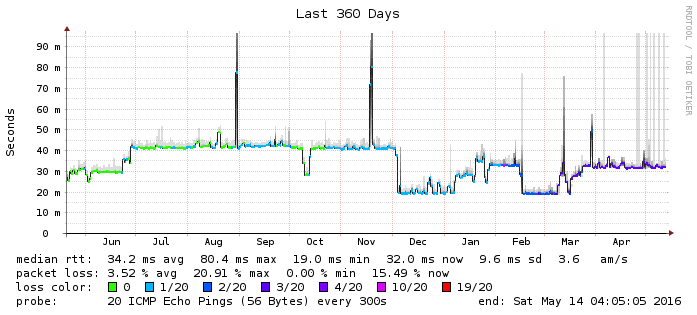 Last 360 Days
RRDTOOL / TOBI OETIKER
Seconds
90 m
80 m
70 m
60 m
50 m
40 m
30 m
20 m
10 m
0
Jun Jul Aug Sep Oct Nov Dec Jan Feb Mar Apr
median rtt: 34.2 ms avg 80.4 ms max 19.0 ms min 32.0 ms now 9.6 ms sd 3.6 am/s
packet loss: 3.52 % avg 20.91 % max 0.00 % min 15.49 % now
loss color: 0 1/20 2/20 3/20 4/20 10/20 19/20
probe: 20 ICMP Echo Pings (56 Bytes) every 300s end: Sat May 14 04:05:05 2016